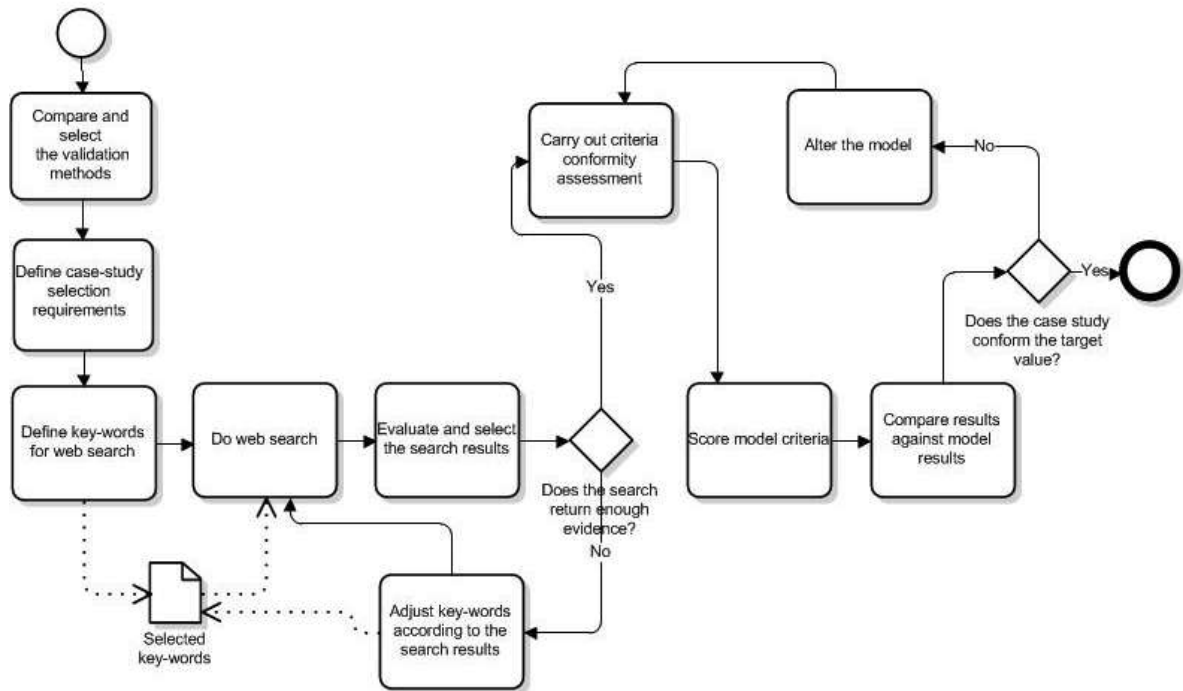 Compare and
select
the validation
methods
Define case-study
selection
requirements
Define key-words
for web search
Do web search
Evaluate and select
the search results
Does the search
return enough
evidence?
Yes
No
Adjust key-words
according to the
search results
Selected
key-words
Carry out criteria
conformity
assessment
Score model criteria
Compare results
against model
results
Does the case study
conform the target
value?
No
Yes
Alter the model